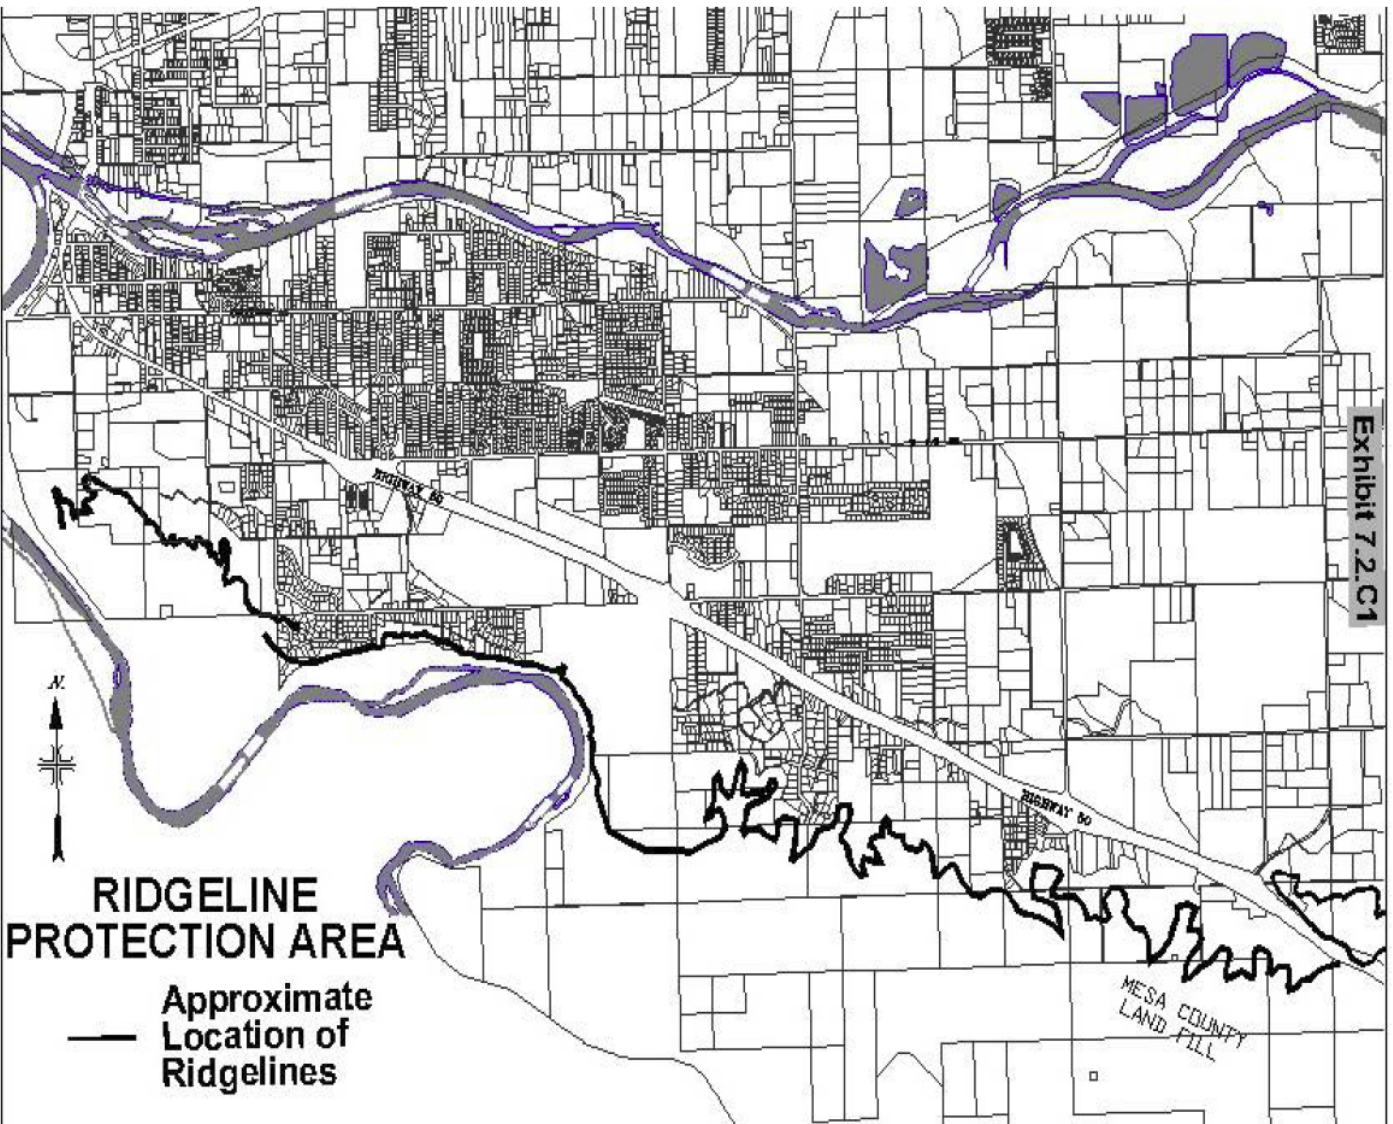 HIGHWAY 50
Exhibit 7.2.C1
N.
HIGHWAY 50
RIDGELINE
PROTECTION AREA
Approximate
Location of
Ridgelines
MESA COUNTY
LAND FILL